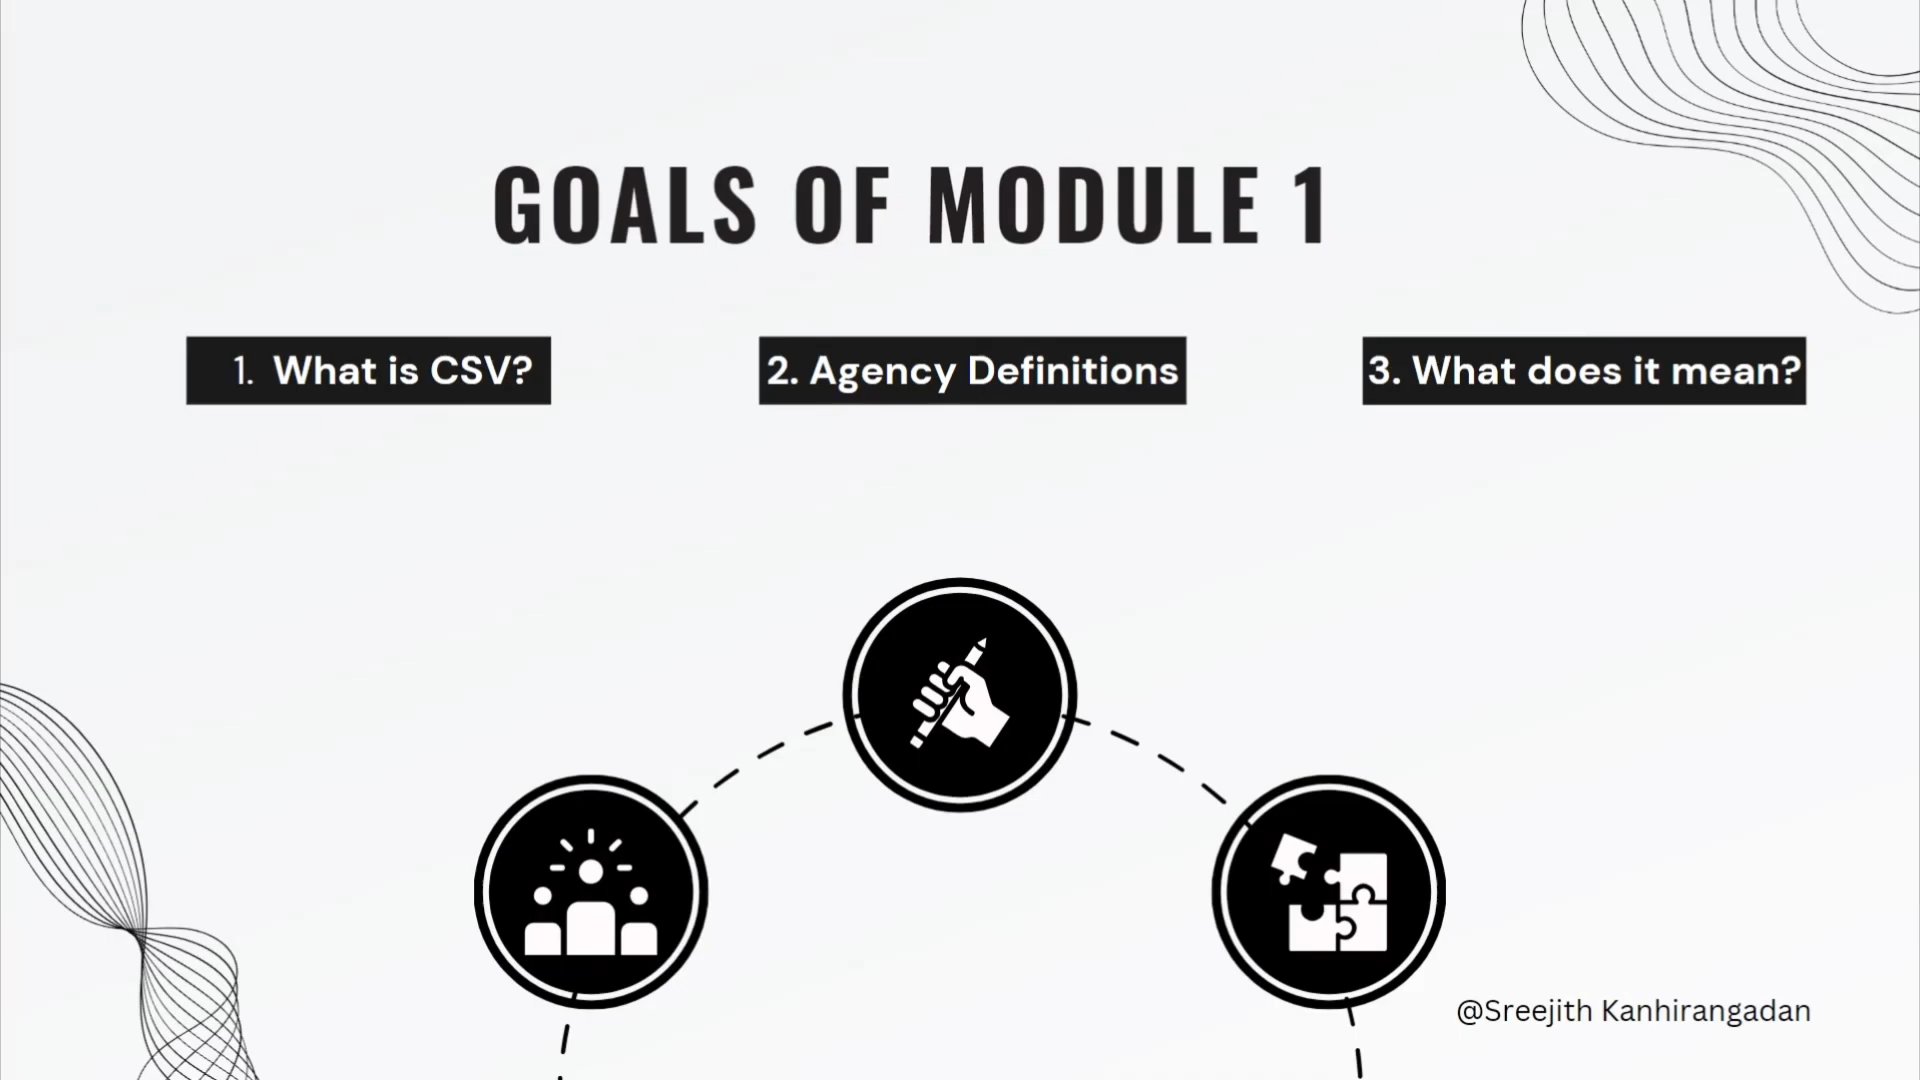 GOALS OF MODULE 1
1. What is CSV?
2. Agency Definitions
3. What does it mean?
@Sreejith Kanhirangadan